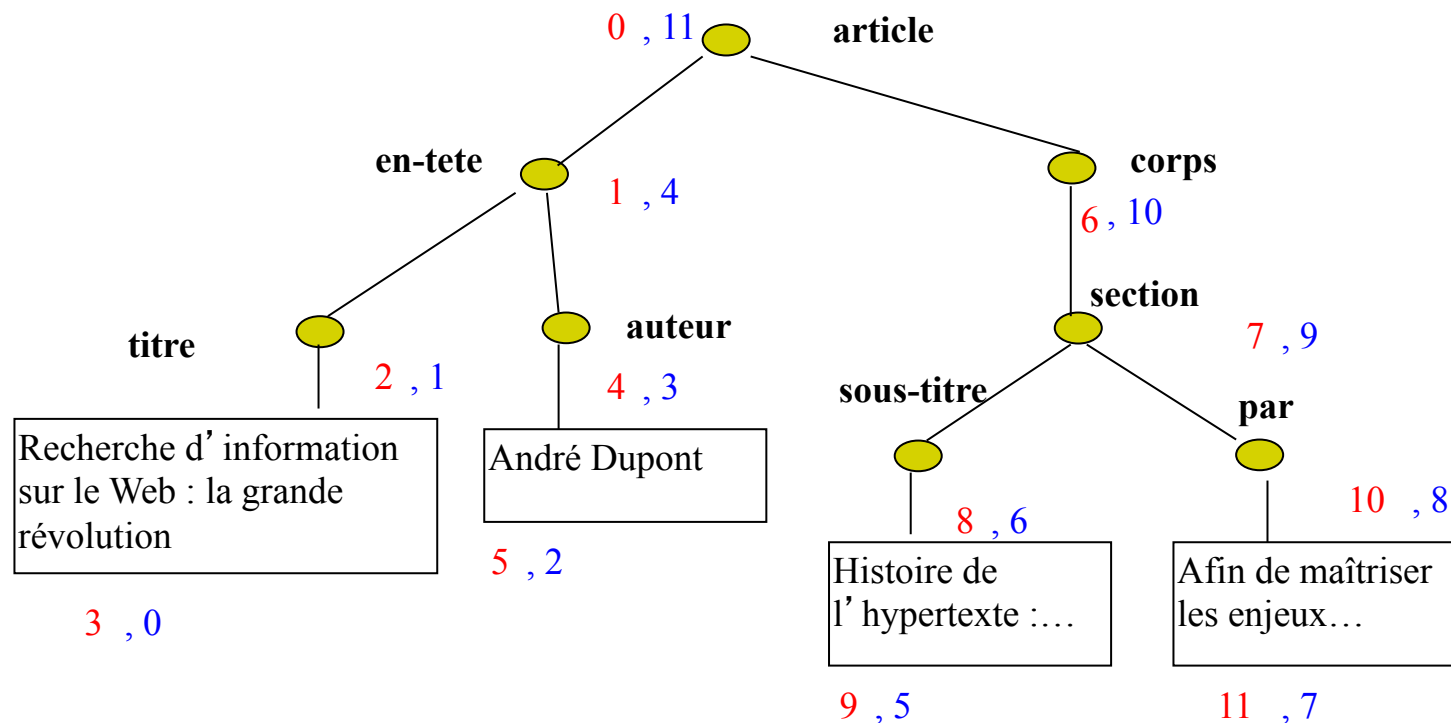 0 , 11 article
en-tete
1 , 4
corps
6 , 10
titre
2 , 1
auteur
4 , 3
section
7 , 9
sous-titre
8 , 6
par
10 , 8
Recherche d’ information
sur le Web : la grande
révolution
3 , 0
André Dupont
5 , 2
Histoire de
l’ hypertexte :…
9 , 5
Afin de maîtriser
les enjeux…
11 , 7